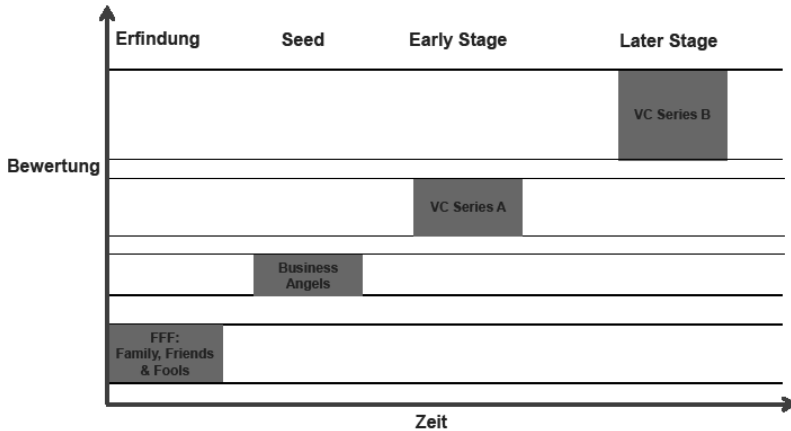 Erfindung
Seed
Early Stage
Later Stage
VC Series B
Bewertung
VC Series A
Business
Angels
FFF:
Family, Friends
& Fools
Zeit